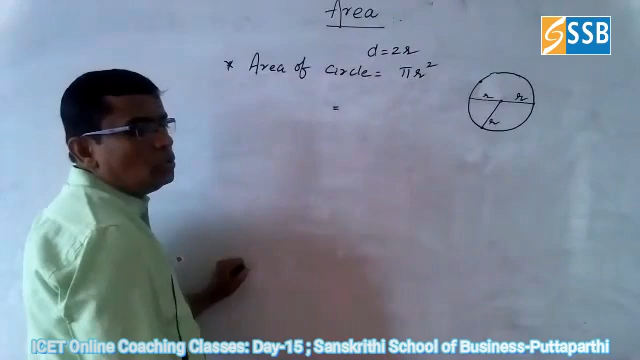 Area
SSB
d=2r
* Area of circle = πr²
=
r r
r
ICET Online Coaching Classes: Day-15 ; Sanskrithi School of Business-Puttaparthi